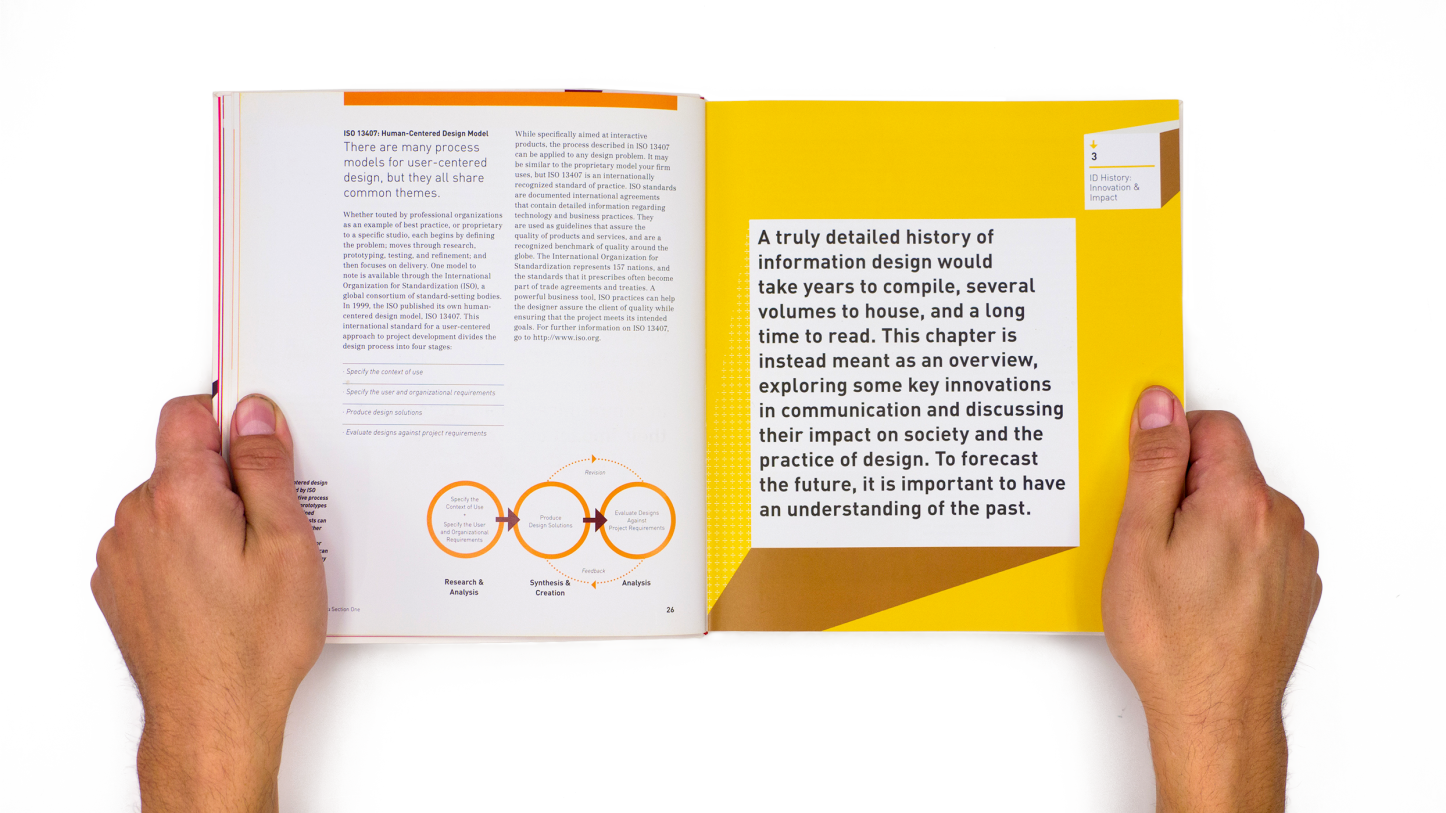 ISO 13407: Human-Centered Design Model
There are many process
models for user-centered
design, but they all share
common themes.
Whether touted by professional organizations
as an example of best practice, or proprietary
to a specific studio, each begins by defining
the problem; moves through research,
prototyping, testing, and refinement; and
then focuses on delivery. One model to
note is available through the International
Organization for Standardization (ISO), a
global consortium of standard-setting bodies.
In 1999, the ISO published its own human-
centered design model, ISO 13407. This
international standard for a user-centered
approach to project development divides the
design process into four stages:
· Specify the context of use
· Specify the user and organizational requirements
· Produce design solutions
· Evaluate designs against project requirements
While specifically aimed at interactive
products, the process described in ISO 13407
can be applied to any design problem. It may
be similar to the proprietary model your firm
uses, but ISO 13407 is an internationally
recognized standard of practice. ISO standards
are documented international agreements
that contain detailed information regarding
technology and business practices. They
are used as guidelines that assure the
quality of products and services, and are a
recognized benchmark of quality around the
globe. The International Organization for
Standardization represents 157 nations, and
the standards that it prescribes often become
part of trade agreements and treaties. A
powerful business tool, ISO practices can help
the designer assure the client of quality while
ensuring that the project meets its intended
goals. For further information on ISO 13407,
go to http://www.iso.org.
design
by ISO
process
can
Revision
Specify the
Context of Use
+
Specify the User
and Organizational
Requirements
Produce
Design Solutions
Evaluate Designs
Against
Project Requirements
Feedback
Research &
Analysis
Synthesis &
Creation
Analysis
Section One
26
3
ID History:
Innovation &
Impact
A truly detailed history of
information design would
take years to compile, several
volumes to house, and a long
time to read. This chapter is
instead meant as an overview,
exploring some key innovations
in communication and discussing
their impact on society and the
practice of design. To forecast
the future, it is important to have
an understanding of the past.